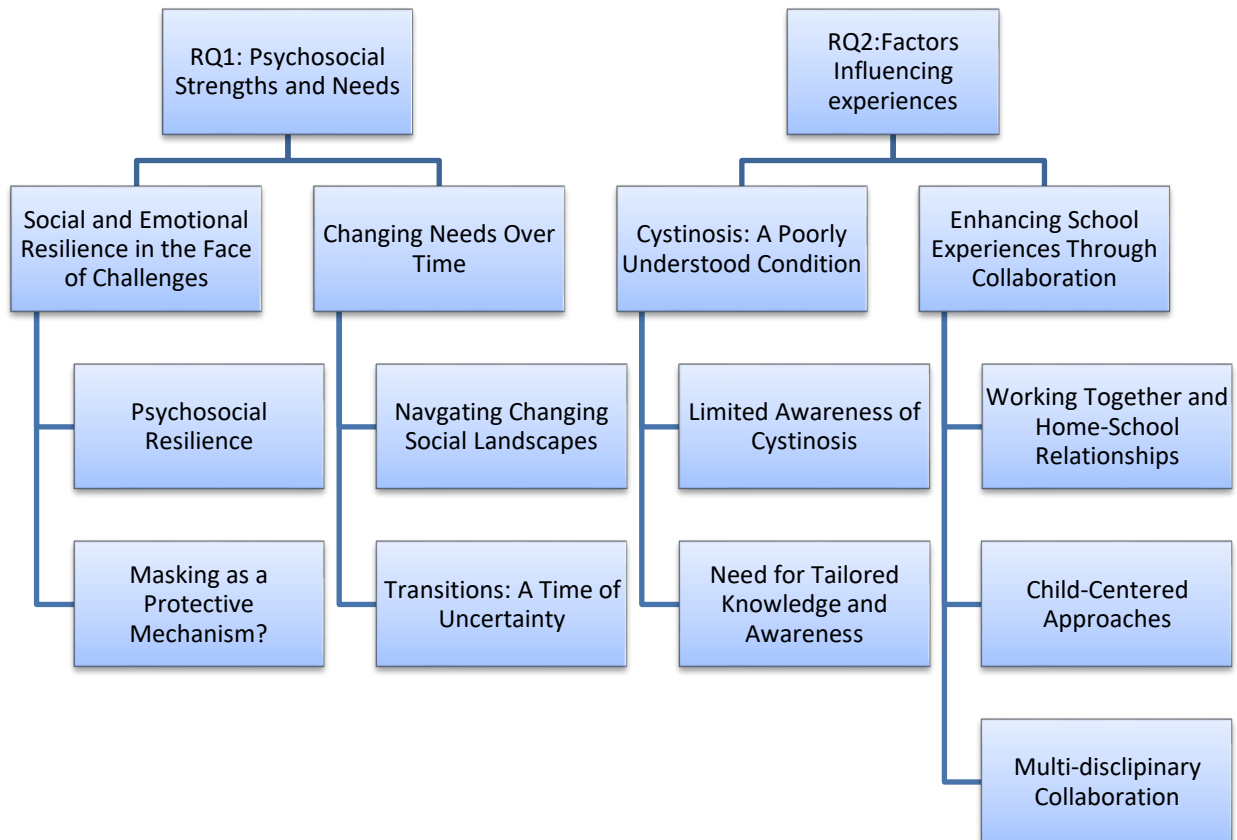 RQ1: Psychosocial
Strengths and Needs
RQ2:Factors
Influencing
experiences
Social and Emotional
Resilience in the Face
of Challenges
Changing Needs Over
Time
Cystinosis: A Poorly
Understood Condition
Enhancing School
Experiences Through
Collaboration
Psychosocial
Resilience
Navgating Changing
Social Landscapes
Limited Awareness of
Cystinosis
Working Together and
Home-School
Relationships
Masking as a
Protective
Mechanism?
Transitions: A Time of
Uncertainty
Need for Tailored
Knowledge and
Awareness
Child-Centered
Approaches
Multi-disclipinary
Collaboration